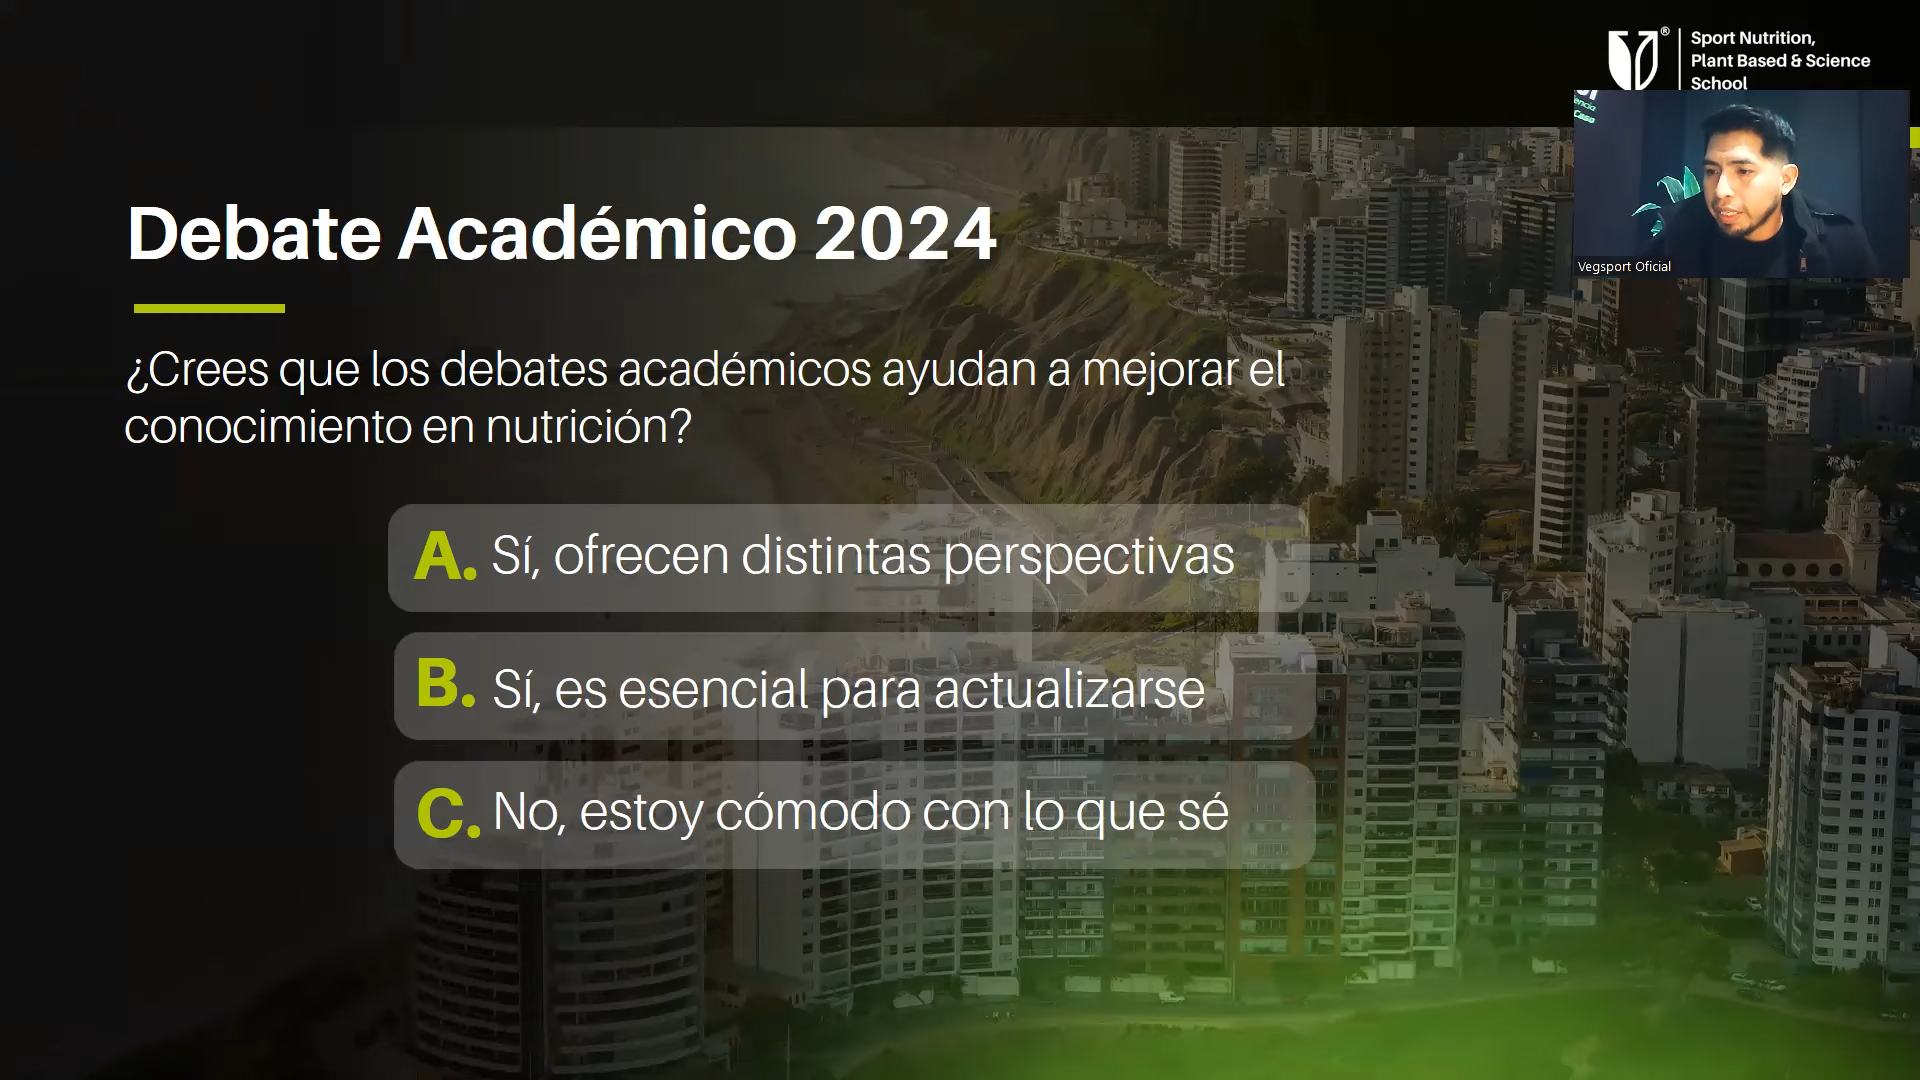 Sport Nutrition,
Plant Based & Science
School
Vegsport Oficial
Debate Académico 2024
¿Crees que los debates académicos ayudan a mejorar el
conocimiento en nutrición?
A. Sí, ofrecen distintas perspectivas
B. Sí, es esencial para actualizarse
C. No, estoy cómodo con lo que sé